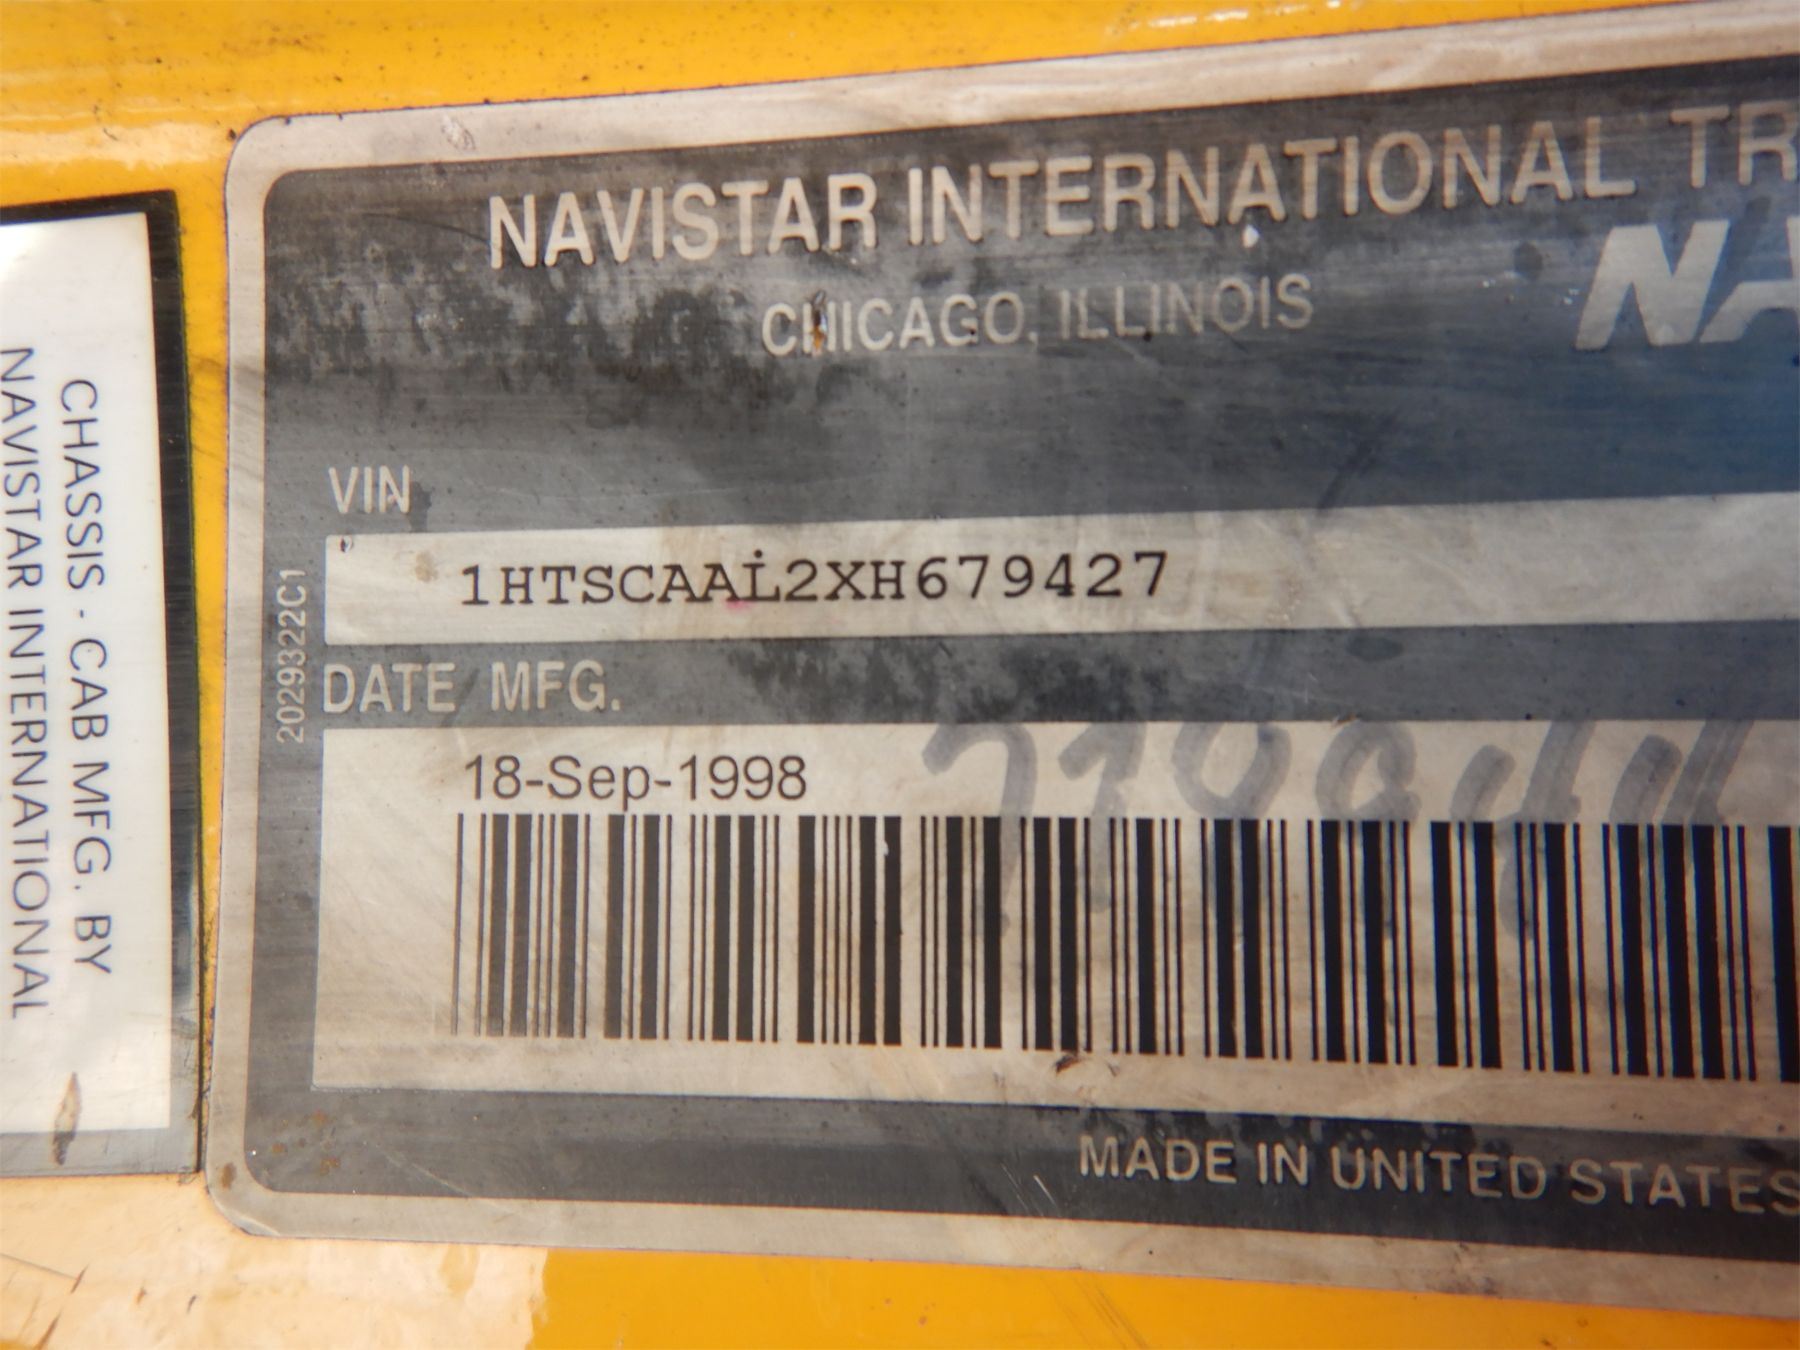 NAVISTAR INTERNATIONAL TR
CHICAGO, ILLINOIS
NA
VIN
1HTSCAAL2XH679427
DATE MFG.
18-Sep-1998
MADE IN UNITED STATES
2029322C1
CHASSIS - CAB MFG. BY
NAVISTAR INTERNATIONAL